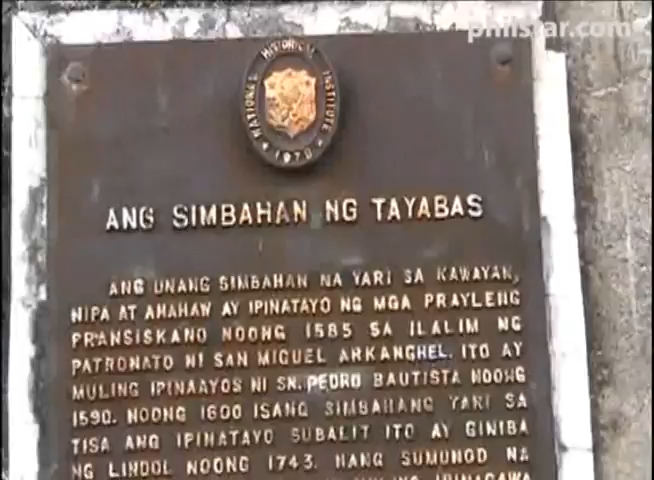 philstar.com
NATIONAL HISTORICAL INSTITUTE
1978
ANG SIMBAHAN NG TAYABAS
ANG UNANG SIMBAHAN NA YARI SA KAWAYAN,
NIPA AT ANAHAW AY IPINATAYO NG MGA PRAYLENG
PRANSISKANO NOONG 1585 SA ILALIM NG
PATRONATO NI SAN MIGUEL ARKANGHEL. ITO AY
MULING IPINAAYOS NI SN. PEDRO BAUTISTA NOONG
1590. NOONG 1600 ISANG SIMBAHANG YARI SA
TISA ANG IPINATAYO SUBALIT ITO AY GINIBA
NG LINDOL NOONG 1743. NANG SUMUNOD NA
IPINAGAWA